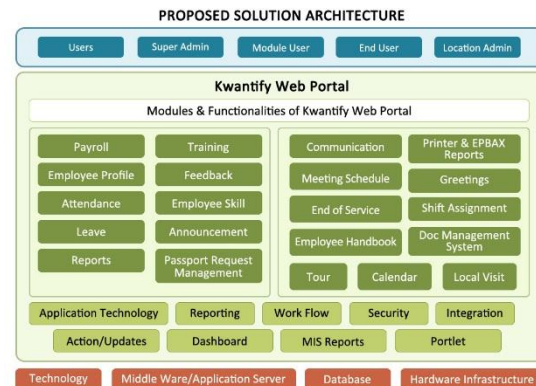 PROPOSED SOLUTION ARCHITECTURE
Users
Super Admin
Module User
End User
Location Admin
Kwantify Web Portal
Modules & Functionalities of Kwantify Web Portal
Payroll
Training
Employee Profile
Feedback
Attendance
Employee Skill
Leave
Announcement
Reports
Passport Request
Management
Communication
Printer & EPBAX
Reports
Meeting Schedule
Greetings
End of Service
Shift Assignment
Employee Handbook
Doc Management
System
Tour
Calendar
Local Visit
Application Technology
Reporting
Work Flow
Security
Integration
Action/Updates
Dashboard
MIS Reports
Portlet
Technology
Middle Ware/Application Server
Database
Hardware Infrastructure